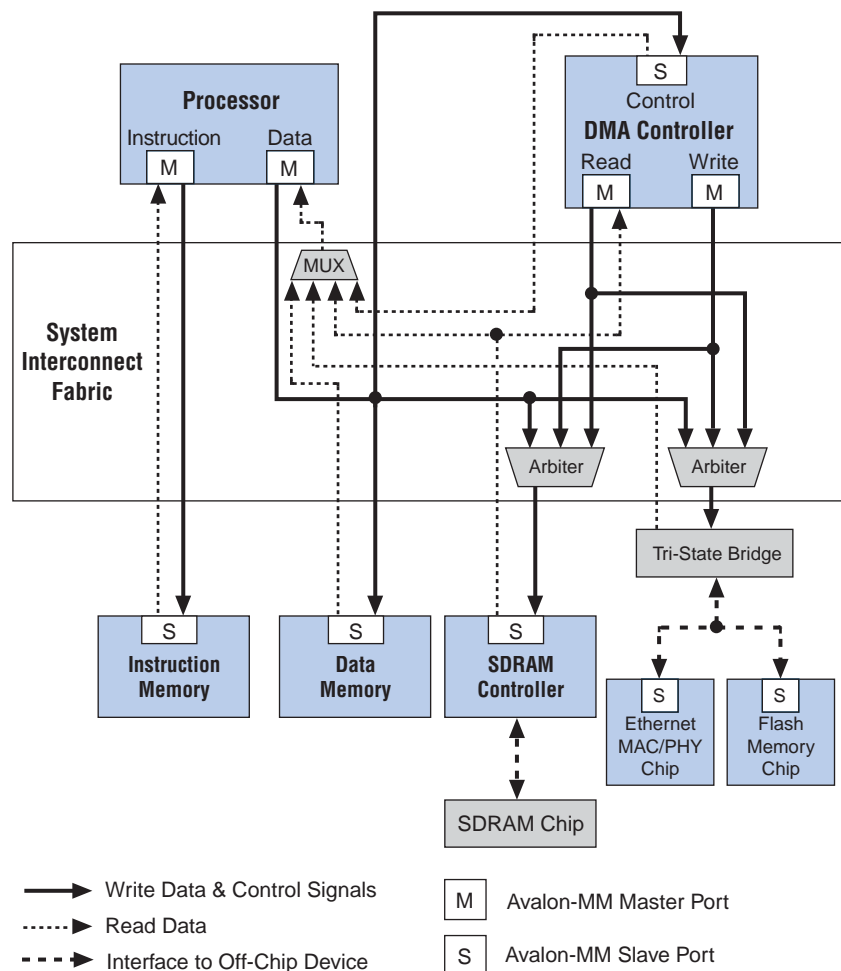 S
Control
DMA Controller
Read
Write
M
M
Processor
Instruction
Data
M
M
MUX
System
Interconnect
Fabric
Arbiter
Arbiter
Tri-State Bridge
S
Instruction
Memory
S
Data
Memory
S
SDRAM
Controller
S
Ethernet
MAC/PHY
Chip
S
Flash
Memory
Chip
SDRAM Chip
Write Data & Control Signals
Read Data
Interface to Off-Chip Device
M
Avalon-MM Master Port
S
Avalon-MM Slave Port